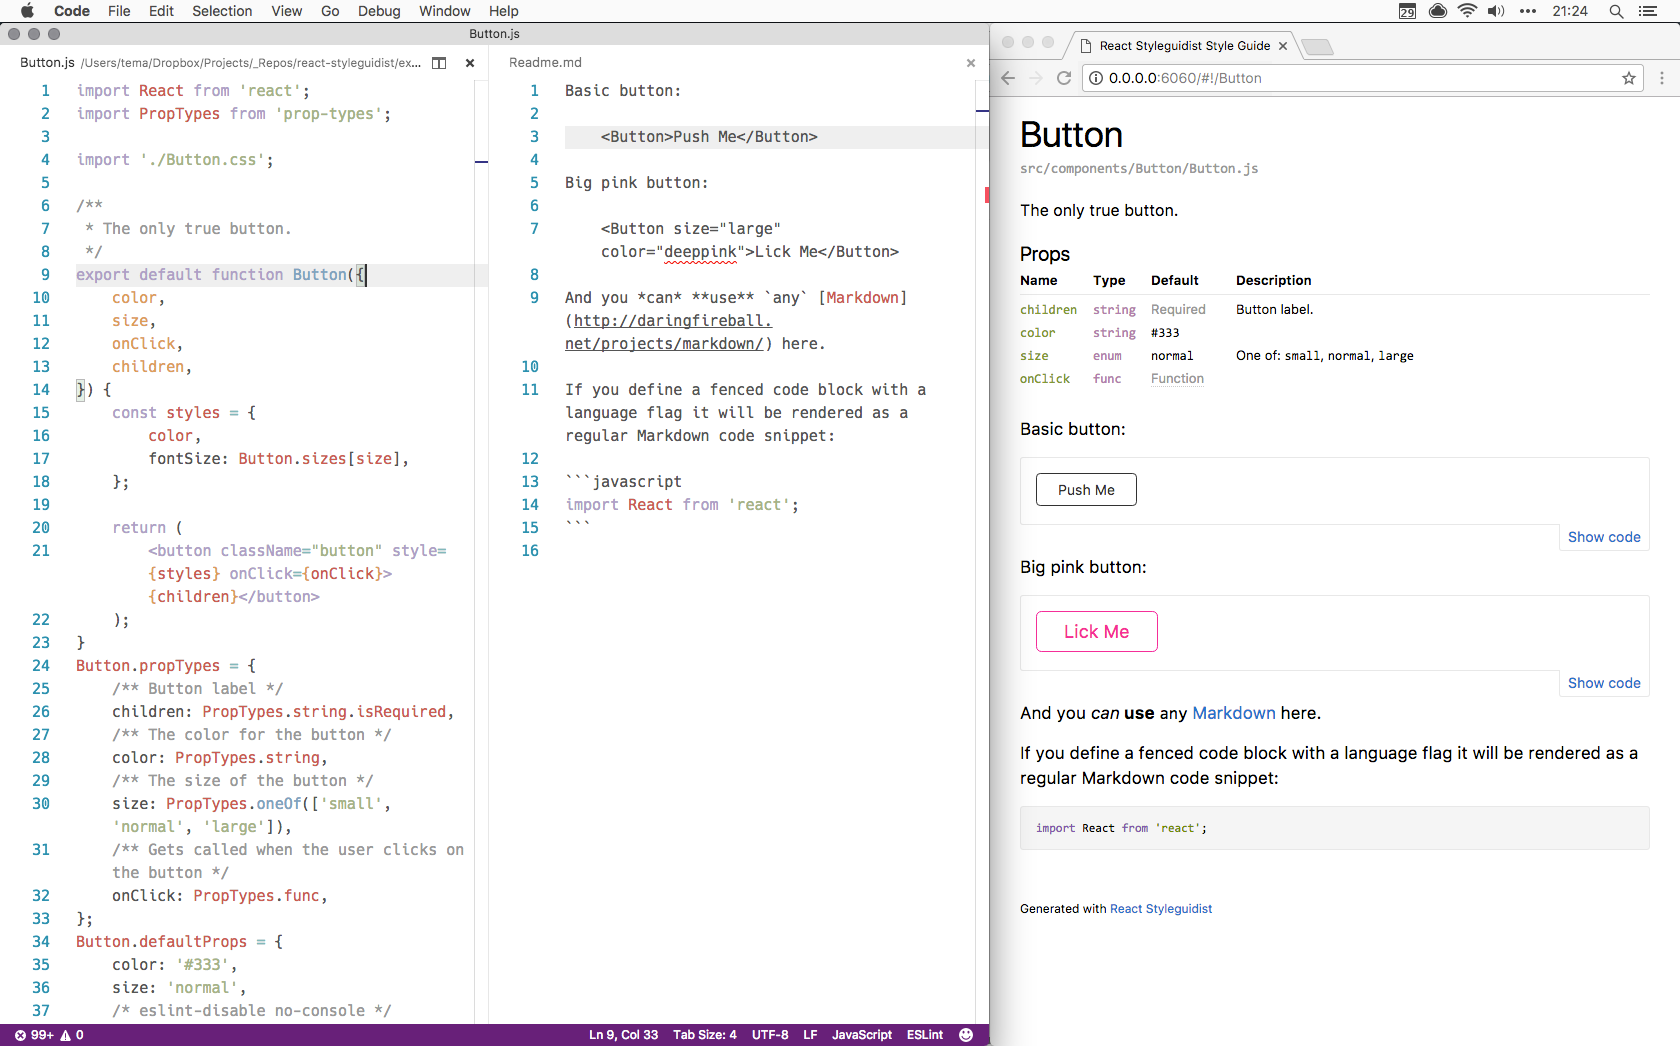 Code File Edit Selection View Go Debug Window Help
29 21:24
Button.js
Button.js /Users/tema/Dropbox/Projects/_Repos/react-styleguidist/ex...
1 import React from 'react';
2 import PropTypes from 'prop-types';
3
4 import './Button.css';
5
6 /**
7 * The only true button.
8 */
9 export default function Button({
10 color,
11 size,
12 onClick,
13 children,
14 }) {
15 const styles = {
16 color,
17 fontSize: Button.sizes[size],
18 };
19
20 return (
21 <button className="button" style=
{styles} onClick={onClick}>
{children}</button>
22 );
23 }
24 Button.propTypes = {
25 /** Button label */
26 children: PropTypes.string.isRequired,
27 /** The color for the button */
28 color: PropTypes.string,
29 /** The size of the button */
30 size: PropTypes.oneOf(['small',
'normal', 'large']),
31 /** Gets called when the user clicks on
the button */
32 onClick: PropTypes.func,
33 };
34 Button.defaultProps = {
35 color: '#333',
36 size: 'normal',
37 /* eslint-disable no-console */
Readme.md
1 Basic button:
2
3 <Button>Push Me</Button>
4
5 Big pink button:
6
7 <Button size="large"
color="deeppink">Lick Me</Button>
8
9 And you *can* **use** `any` [Markdown]
(http://daringfireball.
net/projects/markdown/) here.
10
11 If you define a fenced code block with a
language flag it will be rendered as a
regular Markdown code snippet:
12
13 ```javascript
14 import React from 'react';
15 ```
16
99+ 0
Ln 9, Col 33 Tab Size: 4 UTF-8 LF JavaScript ESLint
React Styleguidist Style Guide
0.0.0.0:6060/#!/Button
Button
src/components/Button/Button.js
The only true button.
Props
Name Type Default Description
children string Required Button label.
color string #333
size enum normal One of: small, normal, large
onClick func Function
Basic button:
Push Me
Show code
Big pink button:
Lick Me
Show code
And you can use any Markdown here.
If you define a fenced code block with a language flag it will be rendered as a
regular Markdown code snippet:
import React from 'react';
Generated with React Styleguidist